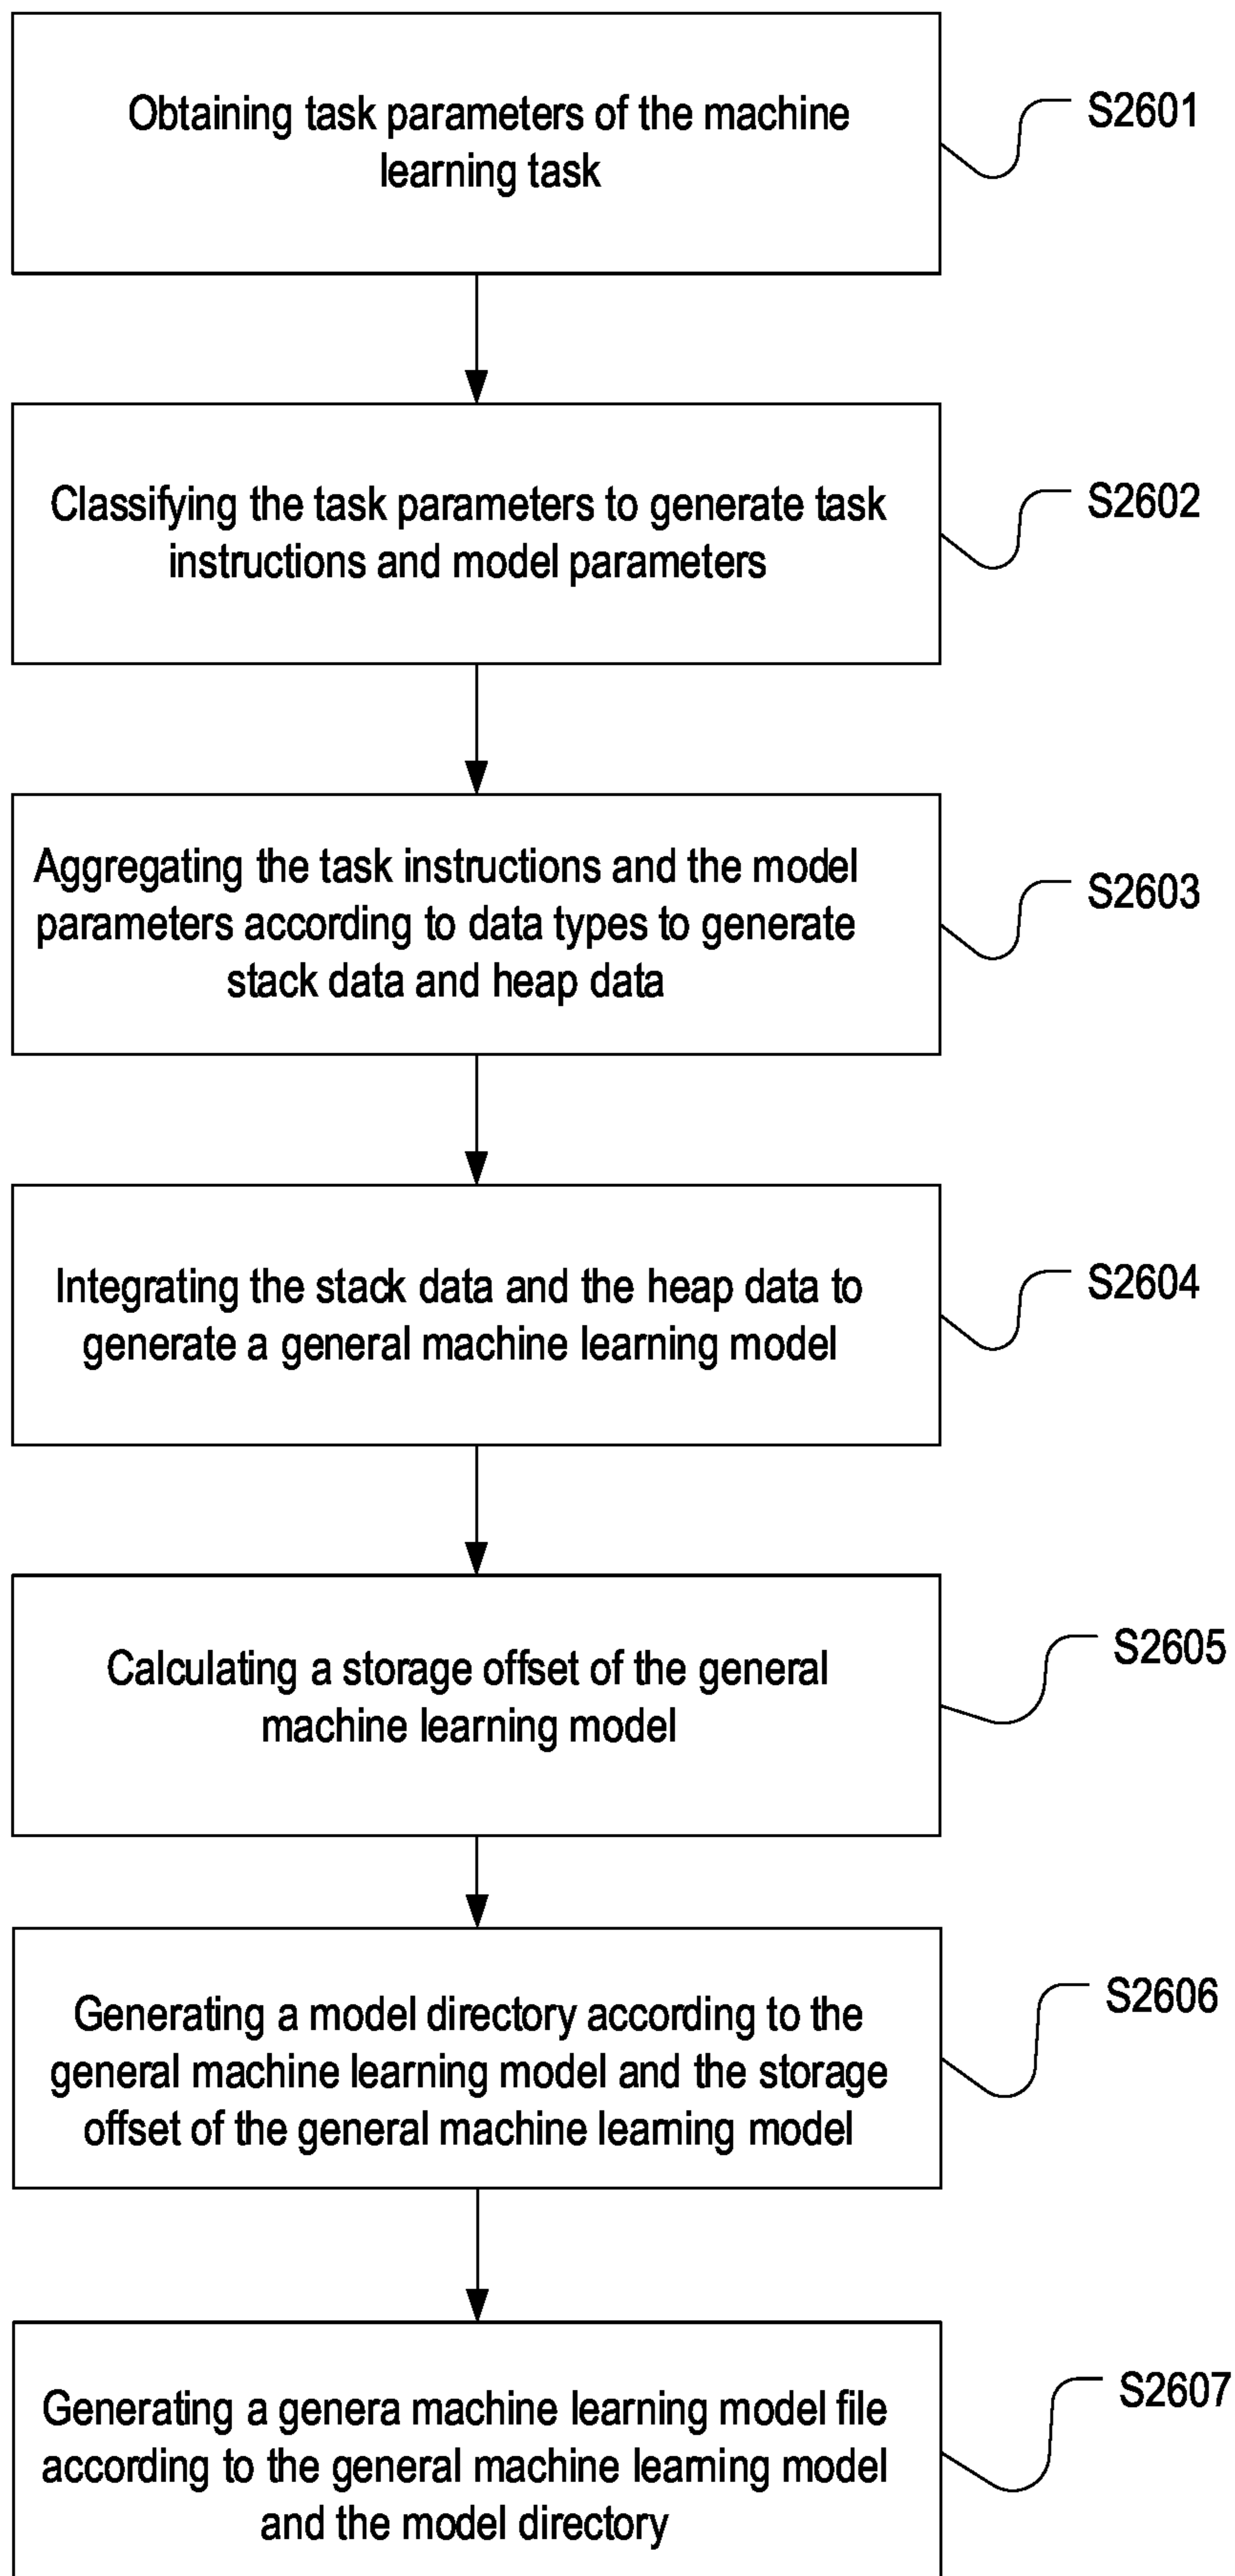 Obtaining task parameters of the machine
learning task
S2601
Classifying the task parameters to generate task
instructions and model parameters
S2602
Aggregating the task instructions and the model
parameters according to data types to generate
stack data and heap data
S2603
Integrating the stack data and the heap data to
generate a general machine learning model
S2604
Calculating a storage offset of the general
machine learning model
S2605
Generating a model directory according to the
general machine learning model and the storage
offset of the general machine learning model
S2606
Generating a genera machine learning model file
according to the general machine learning model
and the model directory
S2607